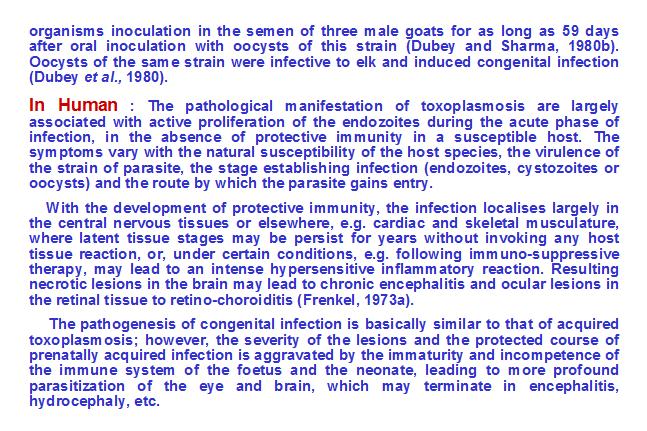 organisms inoculation in the semen of three male goats for as long as 59 days
after oral inoculation with oocysts of this strain (Dubey and Sharma, 1980b).
Oocysts of the same strain were infective to elk and induced congenital infection
(Dubey et al., 1980).
In Human : The pathological manifestation of toxoplasmosis are largely
associated with active proliferation of the endozoites during the acute phase of
infection, in the absence of protective immunity in a susceptible host. The
symptoms vary with the natural susceptibility of the host species, the virulence of
the strain of parasite, the stage establishing infection (endozoites, cystozoites or
oocysts) and the route by which the parasite gains entry.
With the development of protective immunity, the infection localises largely in
the central nervous tissues or elsewhere, e.g. cardiac and skeletal musculature,
where latent tissue stages may be persist for years without invoking any host
tissue reaction, or, under certain conditions, e.g. following immuno-suppressive
therapy, may lead to an intense hypersensitive inflammatory reaction. Resulting
necrotic lesions in the brain may lead to chronic encephalitis and ocular lesions in
the retinal tissue to retino-choroiditis (Frenkel, 1973a).
The pathogenesis of congenital infection is basically similar to that of acquired
toxoplasmosis; however, the severity of the lesions and the protected course of
prenatally acquired infection is aggravated by the immaturity and incompetence of
the immune system of the foetus and the neonate, leading to more profound
parasitization of the eye and brain, which may terminate in encephalitis,
hydrocephaly, etc.